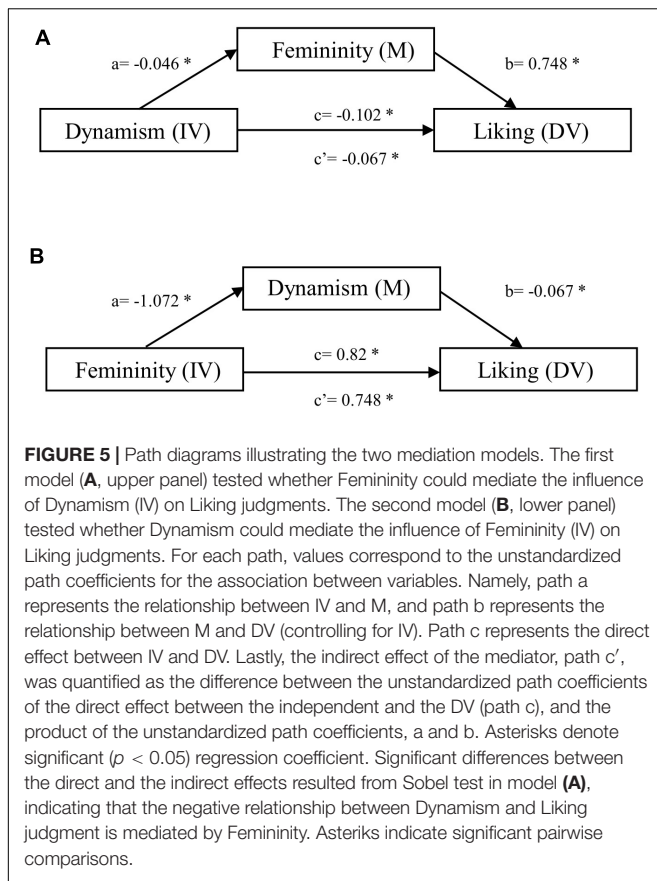 A
Femininity (M)
a= -0.046 *
b= 0.748 *
Dynamism (IV)
c= -0.102 *
Liking (DV)
c'= -0.067 *
B
Dynamism (M)
a= -1.072 *
b= -0.067 *
Femininity (IV)
c= 0.82 *
Liking (DV)
c'= 0.748 *
FIGURE 5 | Path diagrams illustrating the two mediation models. The first
model (A, upper panel) tested whether Femininity could mediate the influence
of Dynamism (IV) on Liking judgments. The second model (B, lower panel)
tested whether Dynamism could mediate the influence of Femininity (IV) on
Liking judgments. For each path, values correspond to the unstandardized
path coefficients for the association between variables. Namely, path a
represents the relationship between IV and M, and path b represents the
relationship between M and DV (controlling for IV). Path c represents the direct
effect between IV and DV. Lastly, the indirect effect of the mediator, path c′,
was quantified as the difference between the unstandardized path coefficients
of the direct effect between the independent and the DV (path c), and the
product of the unstandardized path coefficients, a and b. Asterisks denote
significant (p < 0.05) regression coefficient. Significant differences between
the direct and the indirect effects resulted from Sobel test in model (A),
indicating that the negative relationship between Dynamism and Liking
judgment is mediated by Femininity. Asteriks indicate significant pairwise
comparisons.